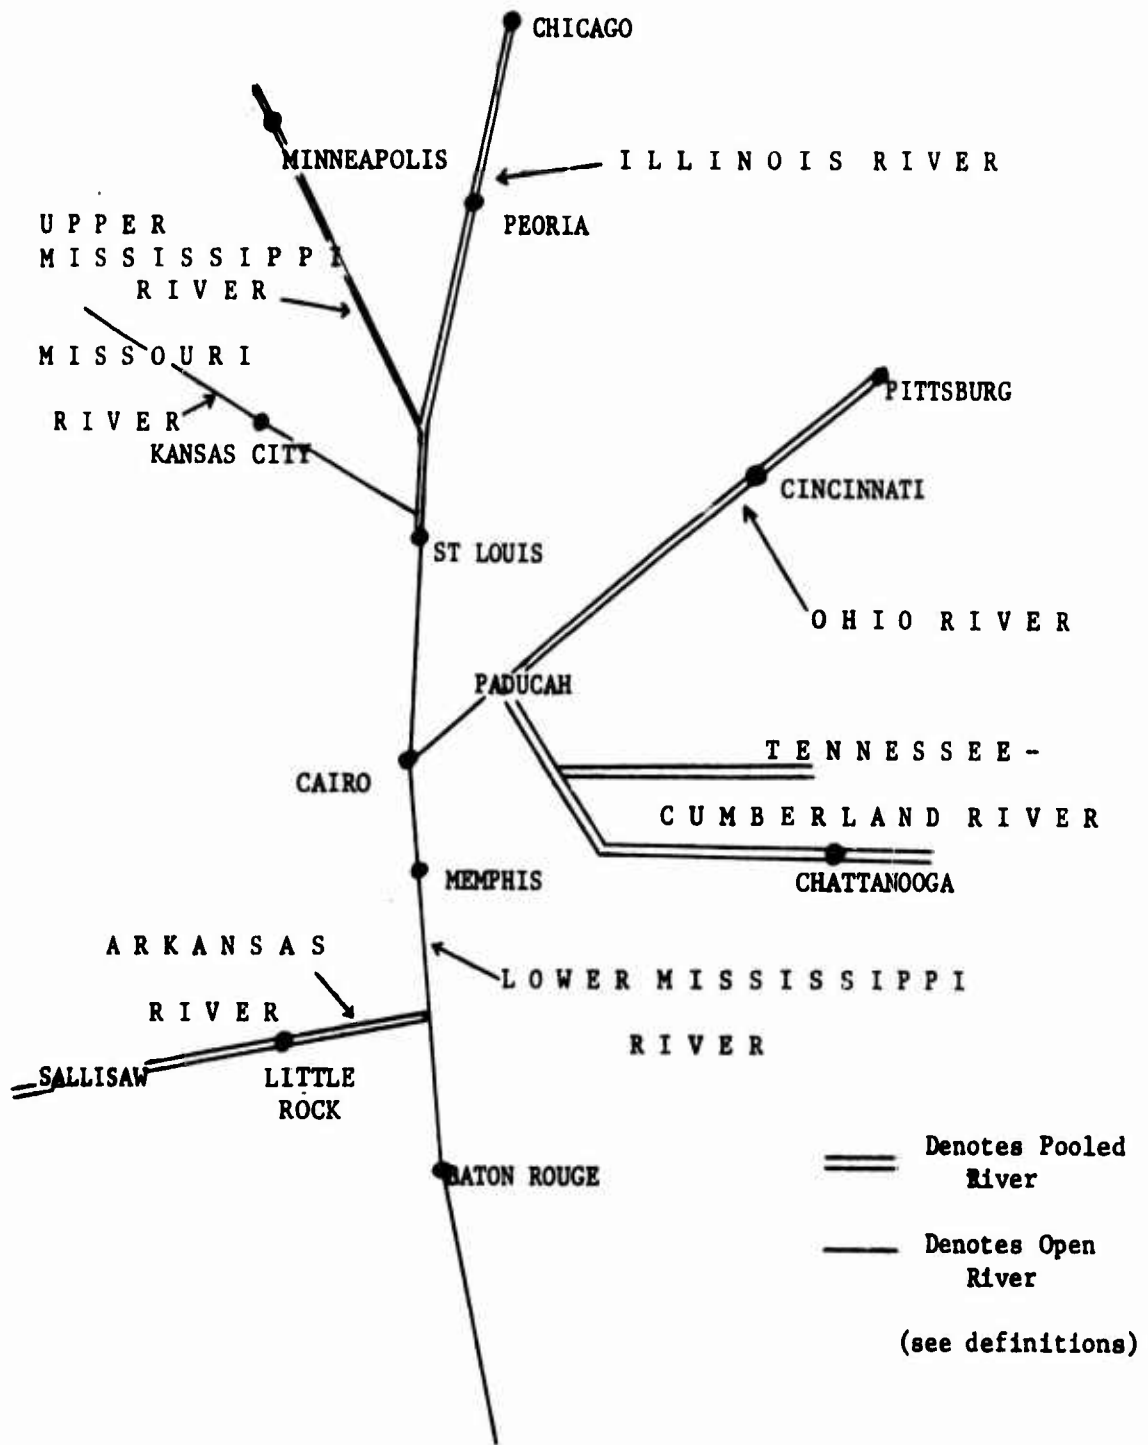 CHICAGO
MINNEAPOLIS
ILLINOIS RIVER
PEORIA
UPPER
MISSISSIPPI
RIVER
MISSOURI
RIVER
KANSAS CITY
PITTSBURG
CINCINNATI
ST LOUIS
OHIO RIVER
PADUCAH
TENNESSEE-
CUMBERLAND RIVER
CAIRO
MEMPHIS
CHATTANOOGA
ARKANSAS
RIVER
LOWER MISSISSIPPI
RIVER
SALLISAW
LITTLE
ROCK
BATON ROUGE
Denotes Pooled
River
Denotes Open
River
(see definitions)